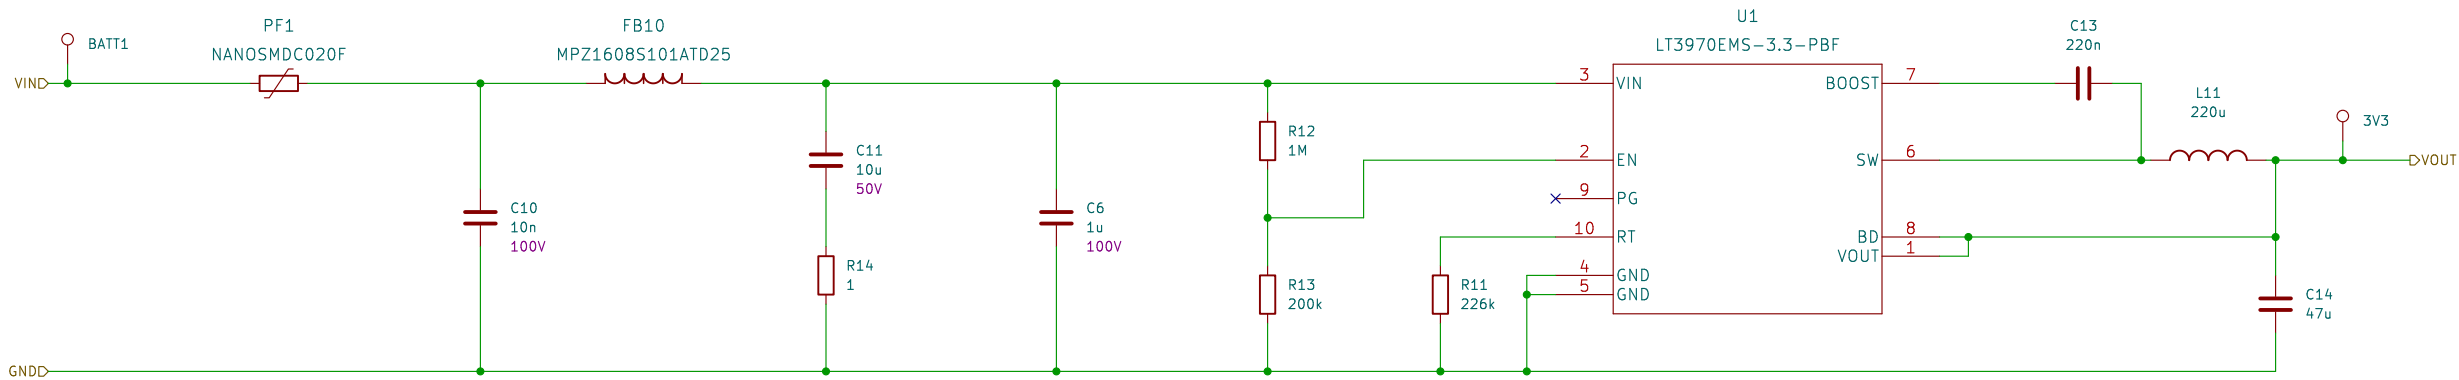 PF1
NANOSMDC020F
BATT1
VIN
FB10
MPZ1608S101ATD25
C10
10n
100V
C11
10u
50V
R14
1
C6
1u
100V
R12
1M
R13
200k
R11
226k
U1
LT3970EMS-3.3-PBF
3
VIN
2
EN
9
PG
10
RT
4
GND
5
GND
BOOST
7
SW
6
BD
8
VOUT
1
C13
220n
L11
220u
3V3
VOUT
C14
47u
GND